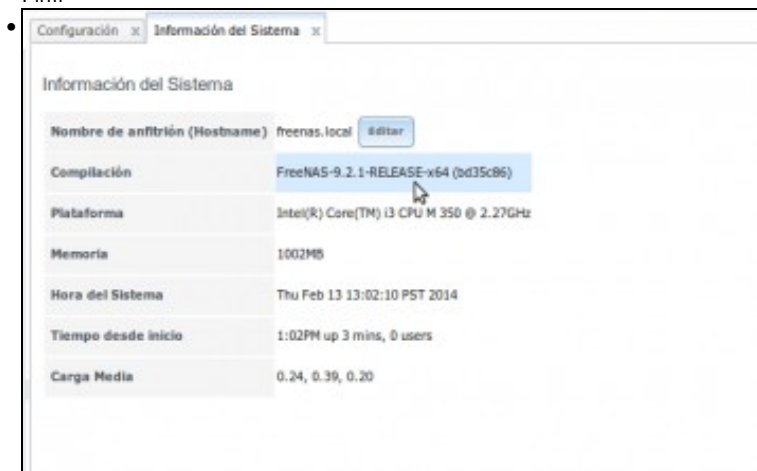 Configuración x Información del Sistema x
Información del Sistema
Nombre de anfitrión (Hostname) freenas.local Editar
Compilación FreeNAS-9.2.1-RELEASE-x64 (bd35c86)
Plataforma Intel(R) Core(TM) i3 CPU M 350 @ 2.27GHz
Memoria 1002MB
Hora del Sistema Thu Feb 13 13:02:10 PST 2014
Tiempo desde inicio 1:02PM up 3 mins, 0 users
Carga Media 0.24, 0.39, 0.20